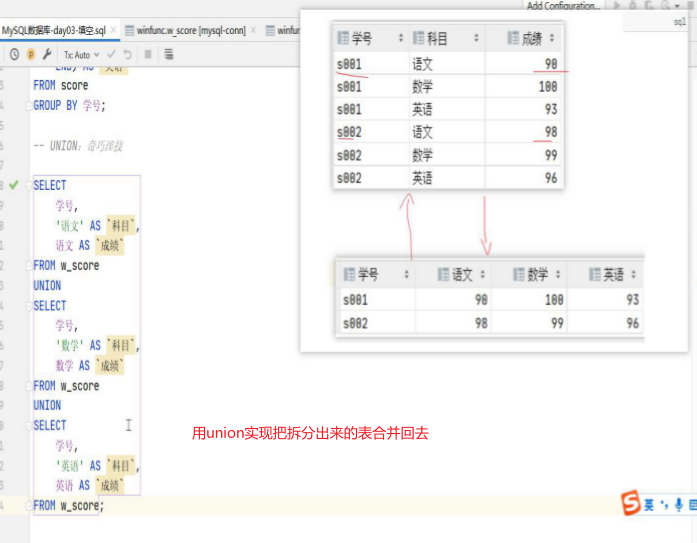 Add Configuration...
MySQL数据库-day03-填空.sql
winfunc.w_score [mysql-conn]
winfun
sql
Tx: Auto
END) AS `英语`
FROM score
GROUP BY 学号;
-- UNION：奇巧淫技
SELECT
学号,
'语文' AS `科目`,
语文 AS `成绩`
FROM w_score
UNION
SELECT
学号,
'数学' AS `科目`,
数学 AS `成绩`
FROM w_score
UNION
SELECT
学号,
'英语' AS `科目`,
英语 AS `成绩`
FROM w_score;
学号 科目 成绩
s001 语文 90
s001 数学 100
s001 英语 93
s002 语文 98
s002 数学 99
s002 英语 96
学号 语文 数学 英语
s001 90 100 93
s002 98 99 96
用union实现把拆分出来的表合并回去
S 英